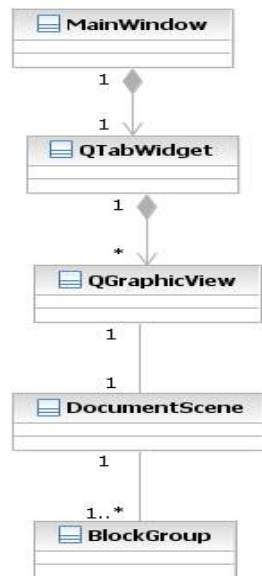 MainWindow
1
1
QTabWidget
1
*
QGraphicView
1
1
DocumentScene
1
1..*
BlockGroup